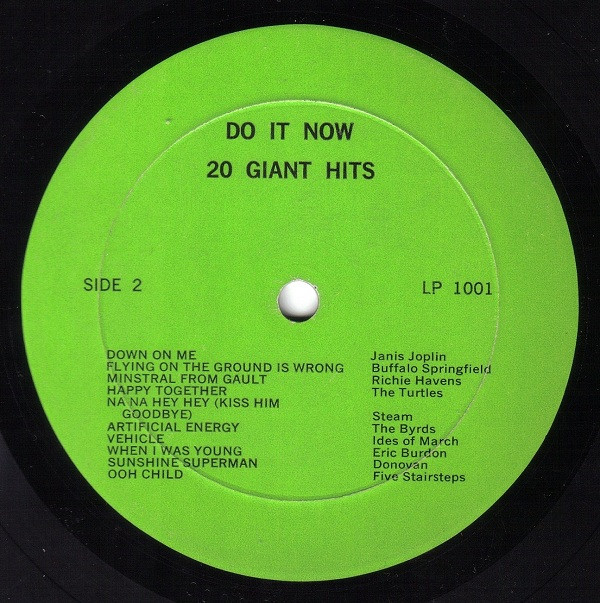 DO IT NOW
20 GIANT HITS
SIDE 2 LP 1001
DOWN ON ME Janis Joplin
FLYING ON THE GROUND IS WRONG Buffalo Springfield
MINSTRAL FROM GAULT Richie Havens
HAPPY TOGETHER The Turtles
NA NA HEY HEY (KISS HIM
GOODBYE) Steam
ARTIFICIAL ENERGY The Byrds
VEHICLE Ides of March
WHEN I WAS YOUNG Eric Burdon
SUNSHINE SUPERMAN Donovan
OOH CHILD Five Stairsteps